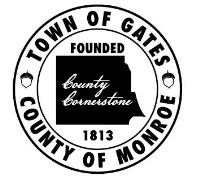 TOWN OF GATES
FOUNDED
County
Cornerstone
1813
COUNTY OF MONROE